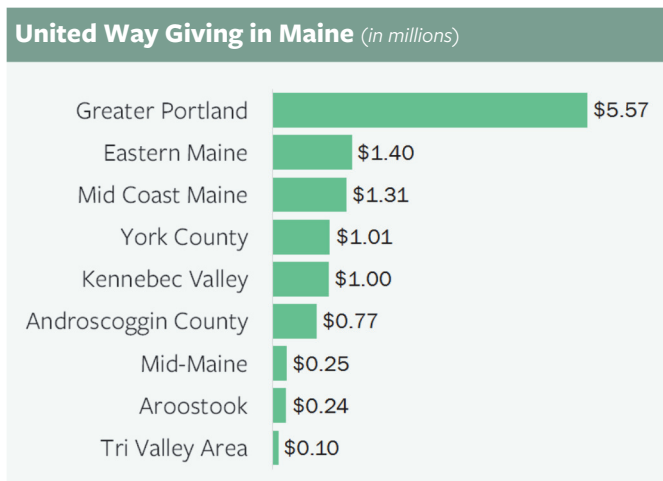 United Way Giving in Maine (in millions)
Greater Portland $5.57
Eastern Maine $1.40
Mid Coast Maine $1.31
York County $1.01
Kennebec Valley $1.00
Androscoggin County $0.77
Mid-Maine $0.25
Aroostook $0.24
Tri Valley Area $0.10